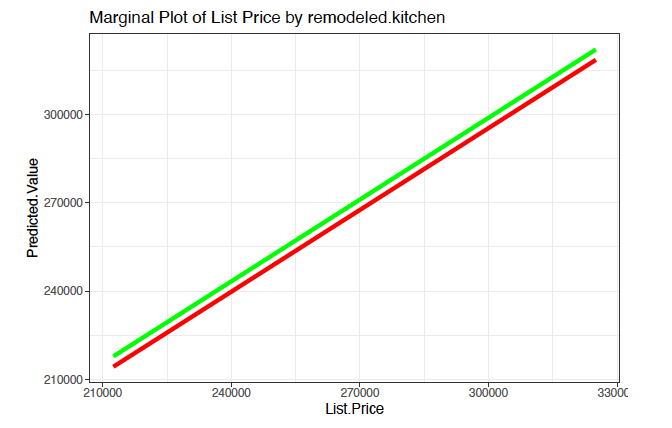 Marginal Plot of List Price by remodeled.kitchen
Predicted.Value
300000
270000
240000
210000
210000 240000 270000 300000 33000
List.Price